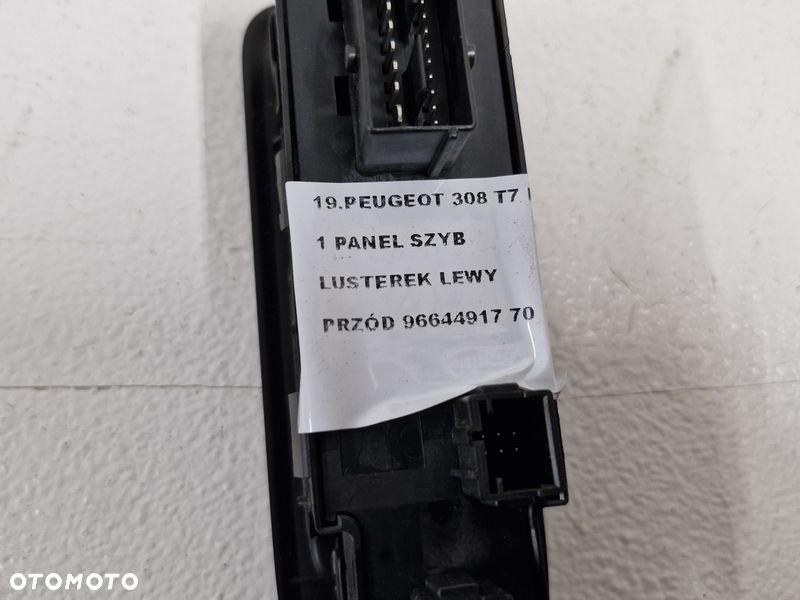 19.PEUGEOT 308 T7
1 PANEL SZYB
LUSTEREK LEWY
PRZÓD 96644917 70
OTOMOTO